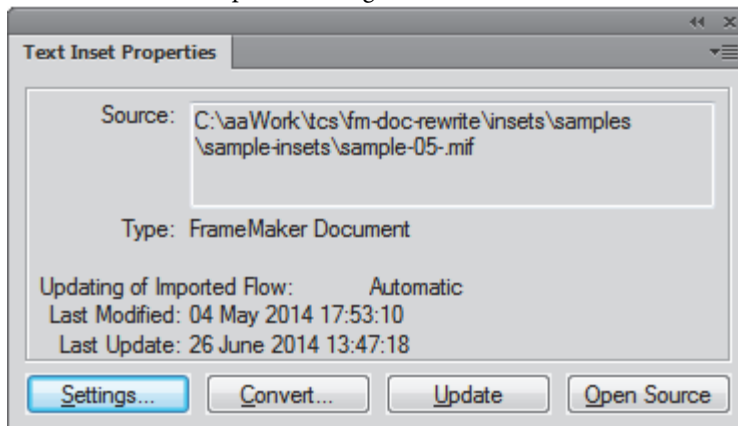 Text Inset Properties
Source: C:\aaWork\tcs\fm-doc-rewrite\insets\samples
\sample-insets\sample-05-.mif
Type: FrameMaker Document
Updating of Imported Flow: Automatic
Last Modified: 04 May 2014 17:53:10
Last Update: 26 June 2014 13:47:18
Settings... Convert... Update Open Source